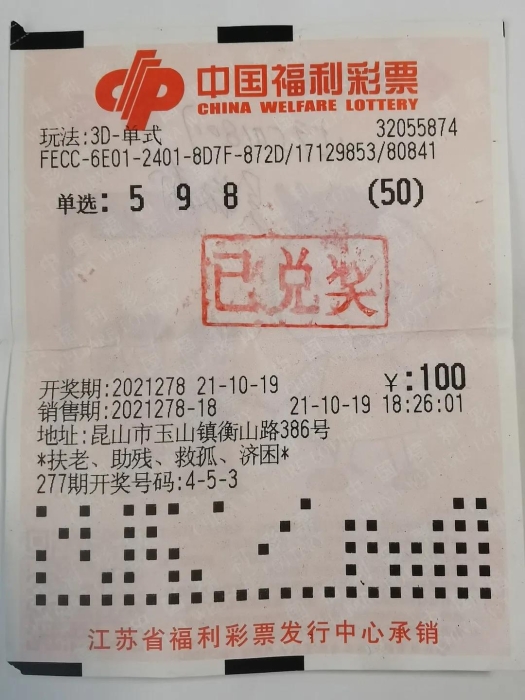 中国福利彩票
CHINA WELFARE LOTTERY
玩法:3D-单式 32055874
FECC-6E01-2401-8D7F-872D/17129853/80841
单选: 5 9 8 (50)
已兑奖
开奖期:2021278 21-10-19 ¥:100
销售期:2021278-18 21-10-19 18:26:01
地址:昆山市玉山镇衡山路386号
*扶老、助残、救孤、济困*
277期开奖号码:4-5-3
江苏省福利彩票发行中心承销